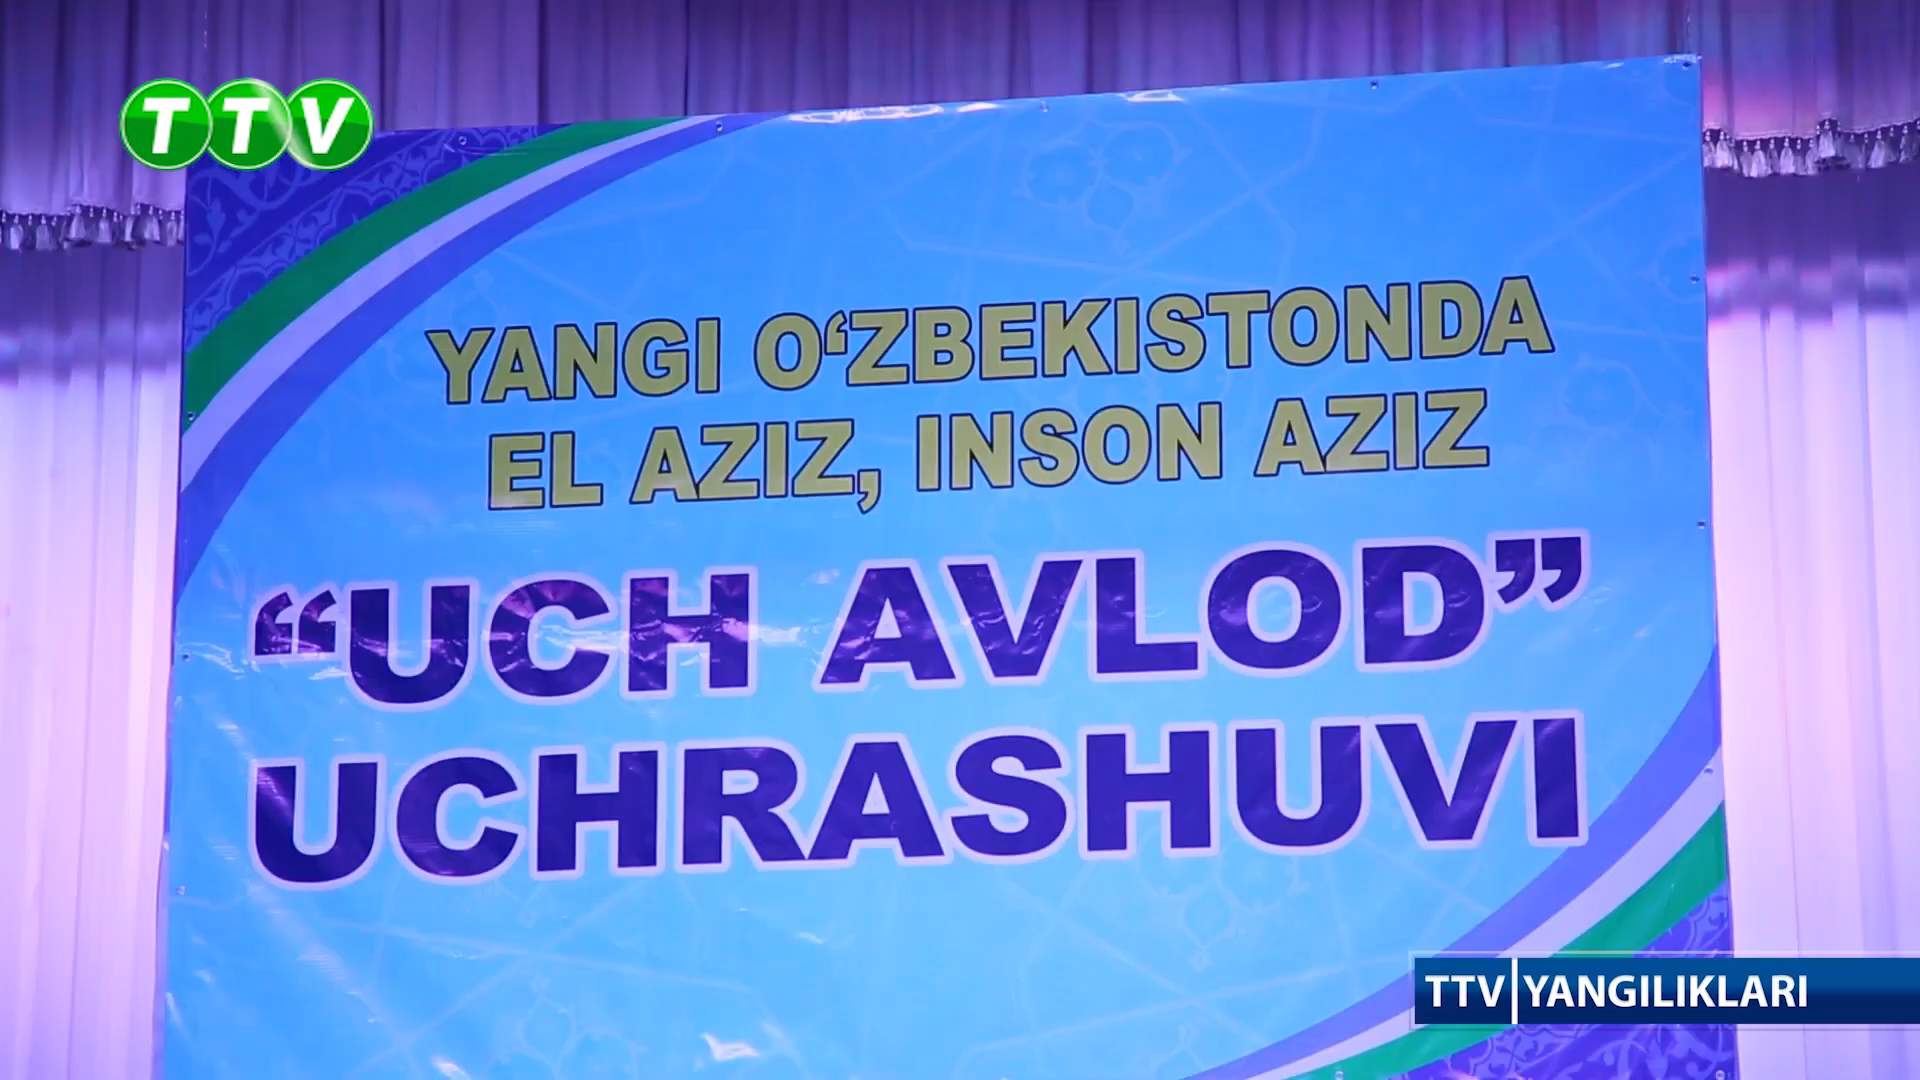 TTV
YANGI O‘ZBEKISTONDA
EL AZIZ, INSON AZIZ
“UCH AVLOD”
UCHRASHUVI
TTV YANGILIKLARI